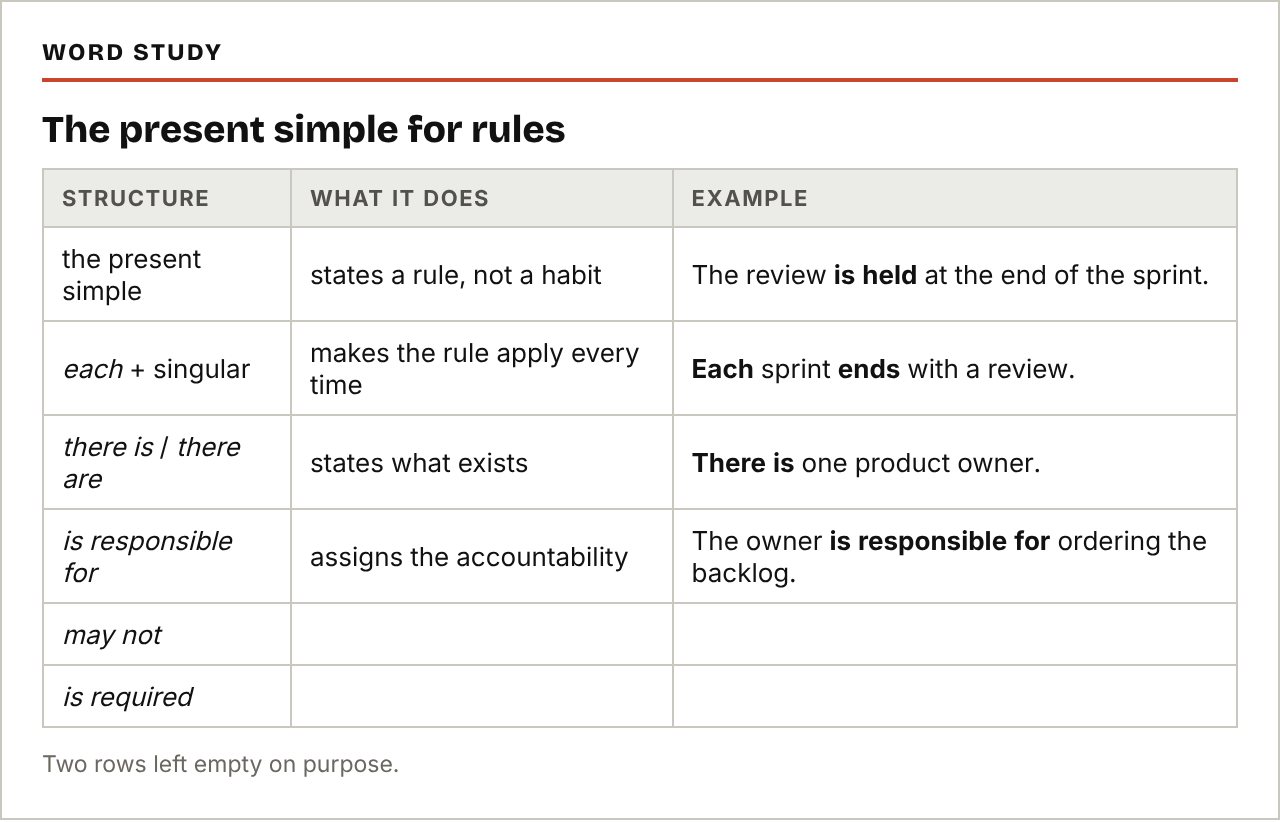 WORD STUDY
The present simple for rules
STRUCTURE
WHAT IT DOES
EXAMPLE
the present
simple
states a rule, not a habit
The review is held at the end of the sprint.
each + singular
makes the rule apply every
time
Each sprint ends with a review.
there is / there
are
states what exists
There is one product owner.
is responsible
for
assigns the accountability
The owner is responsible for ordering the
backlog.
may not
is required
Two rows left empty on purpose.